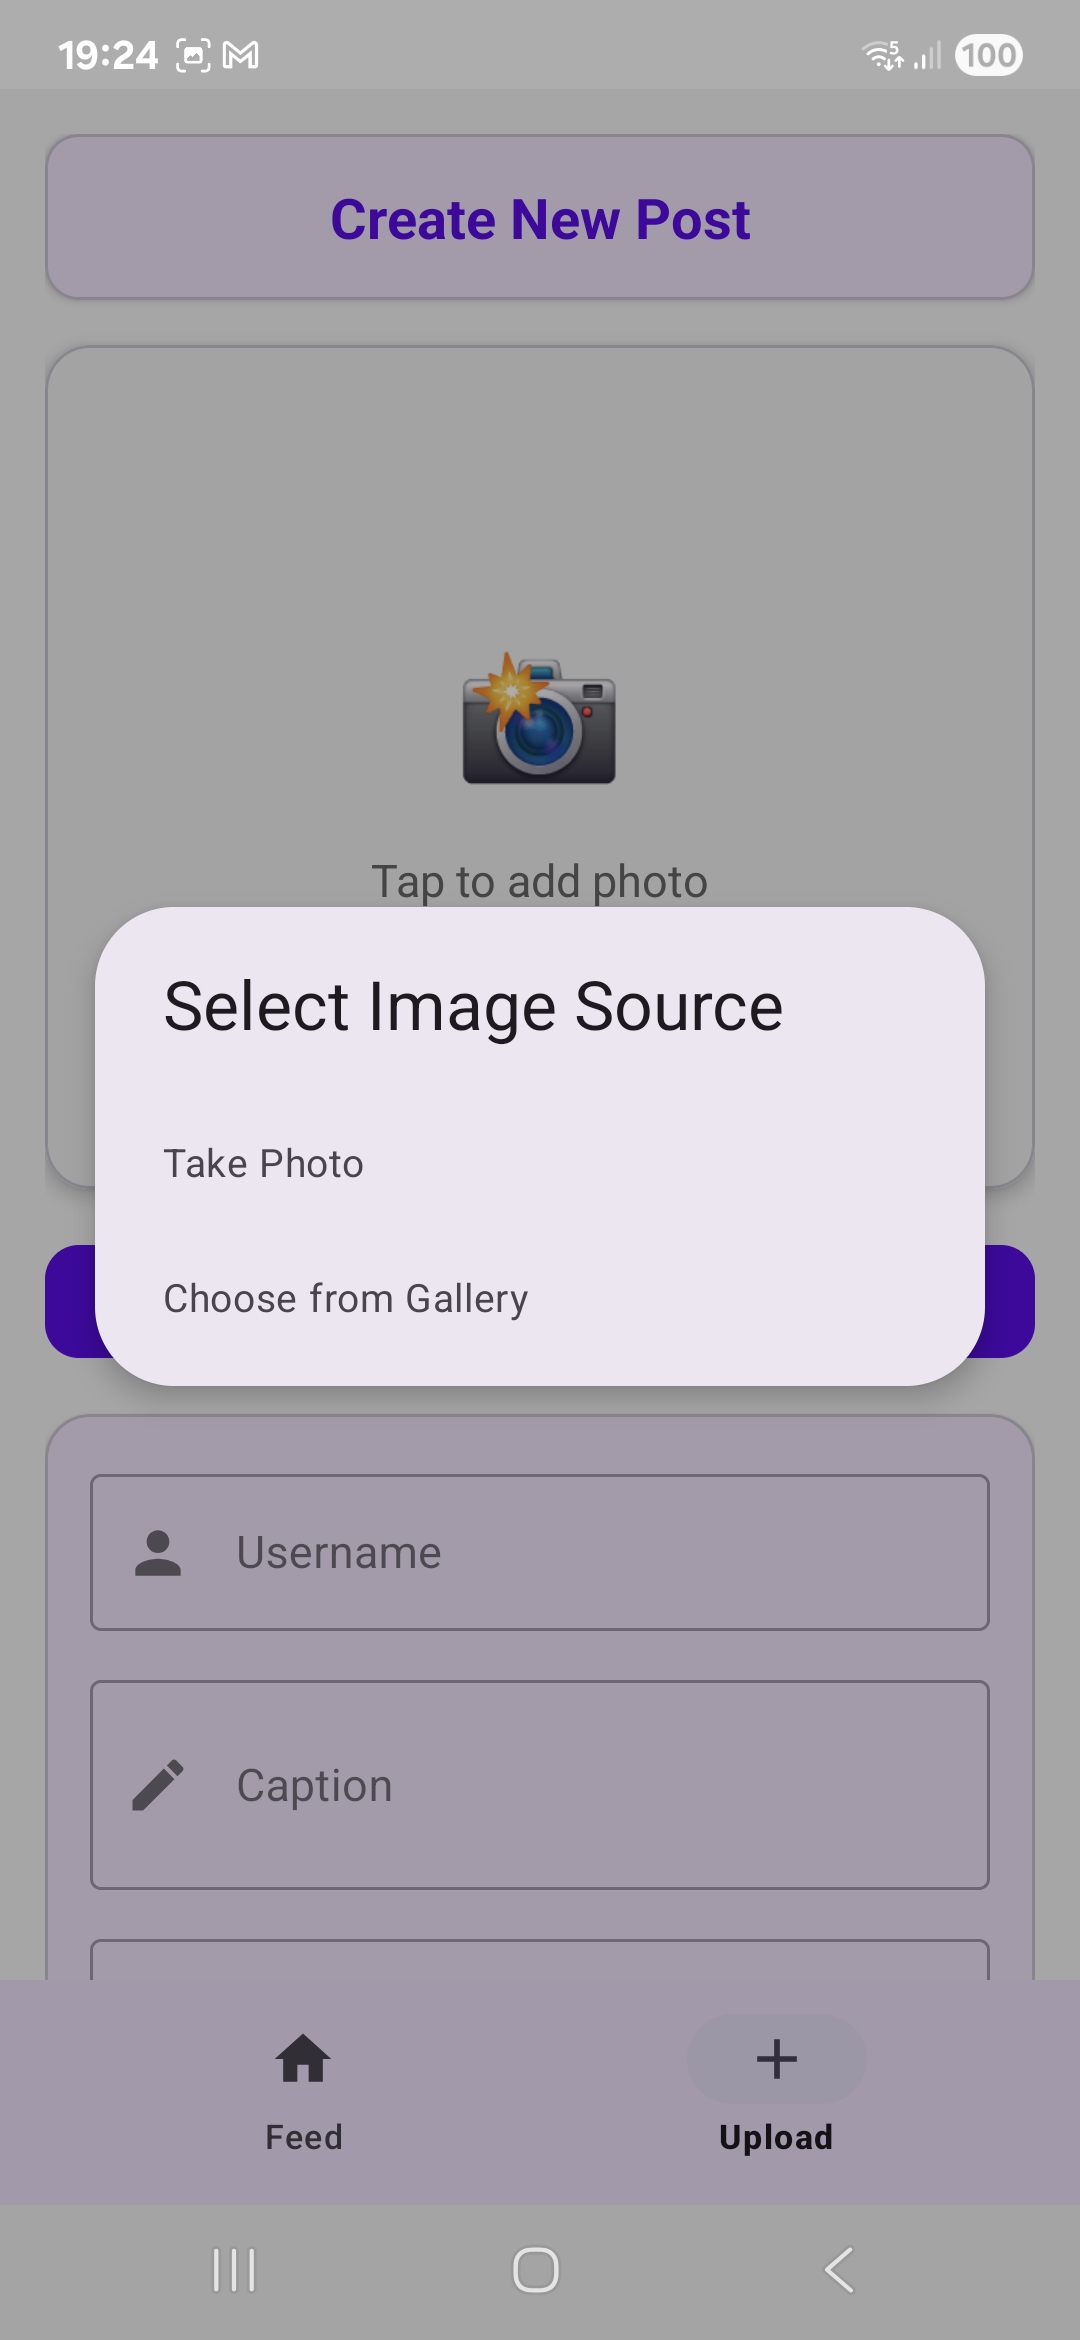 19:24
5
100
Create New Post
Tap to add photo
Select Image Source
Take Photo
Choose from Gallery
Username
Caption
Feed
Upload